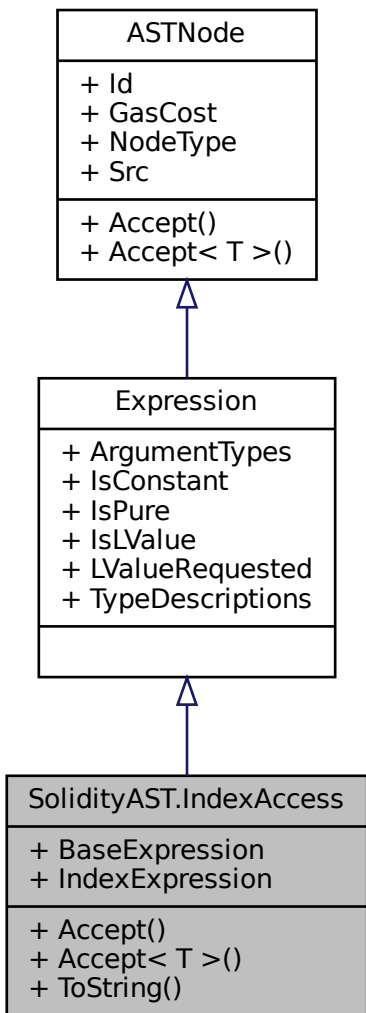 ASTNode
+ Id
+ GasCost
+ NodeType
+ Src
+ Accept()
+ Accept< T >()
Expression
+ ArgumentTypes
+ IsConstant
+ IsPure
+ IsLValue
+ LValueRequested
+ TypeDescriptions
SolidityAST.IndexAccess
+ BaseExpression
+ IndexExpression
+ Accept()
+ Accept< T >()
+ ToString()